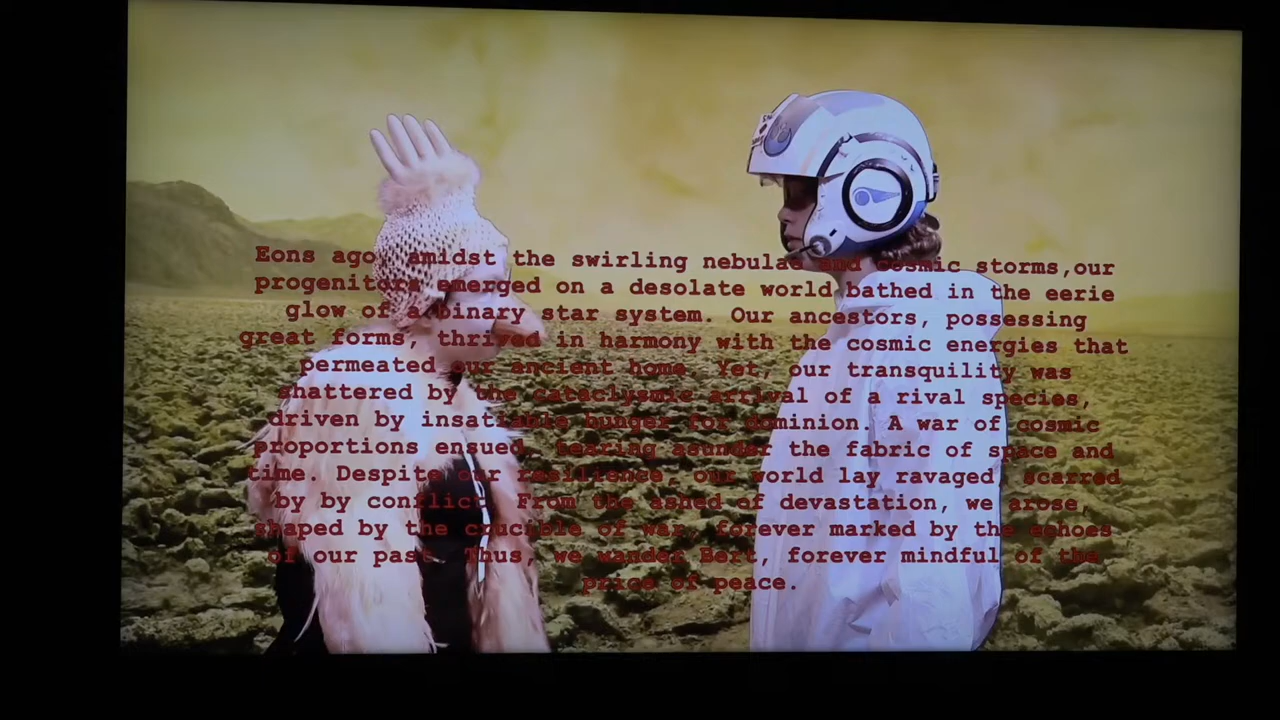 Eons ago, amidst the swirling nebulae and cosmic storms,our
progenitors emerged on a desolate world bathed in the eerie
glow of a binary star system. Our ancestors, possessing
great forms, thrived in harmony with the cosmic energies that
permeated our ancient home. Yet, our tranquility was
shattered by the cataclysmic arrival of a rival species,
driven by insatiable hunger for dominion. A war of cosmic
proportions ensued, tearing asunder the fabric of space and
time. Despite our resilience, our world lay ravaged, scarred
by by conflict. From the ashed of devastation, we arose,
shaped by the crucible of war, forever marked by the echoes
of our past. Thus, we wander Bert, forever mindful of the
price of peace.